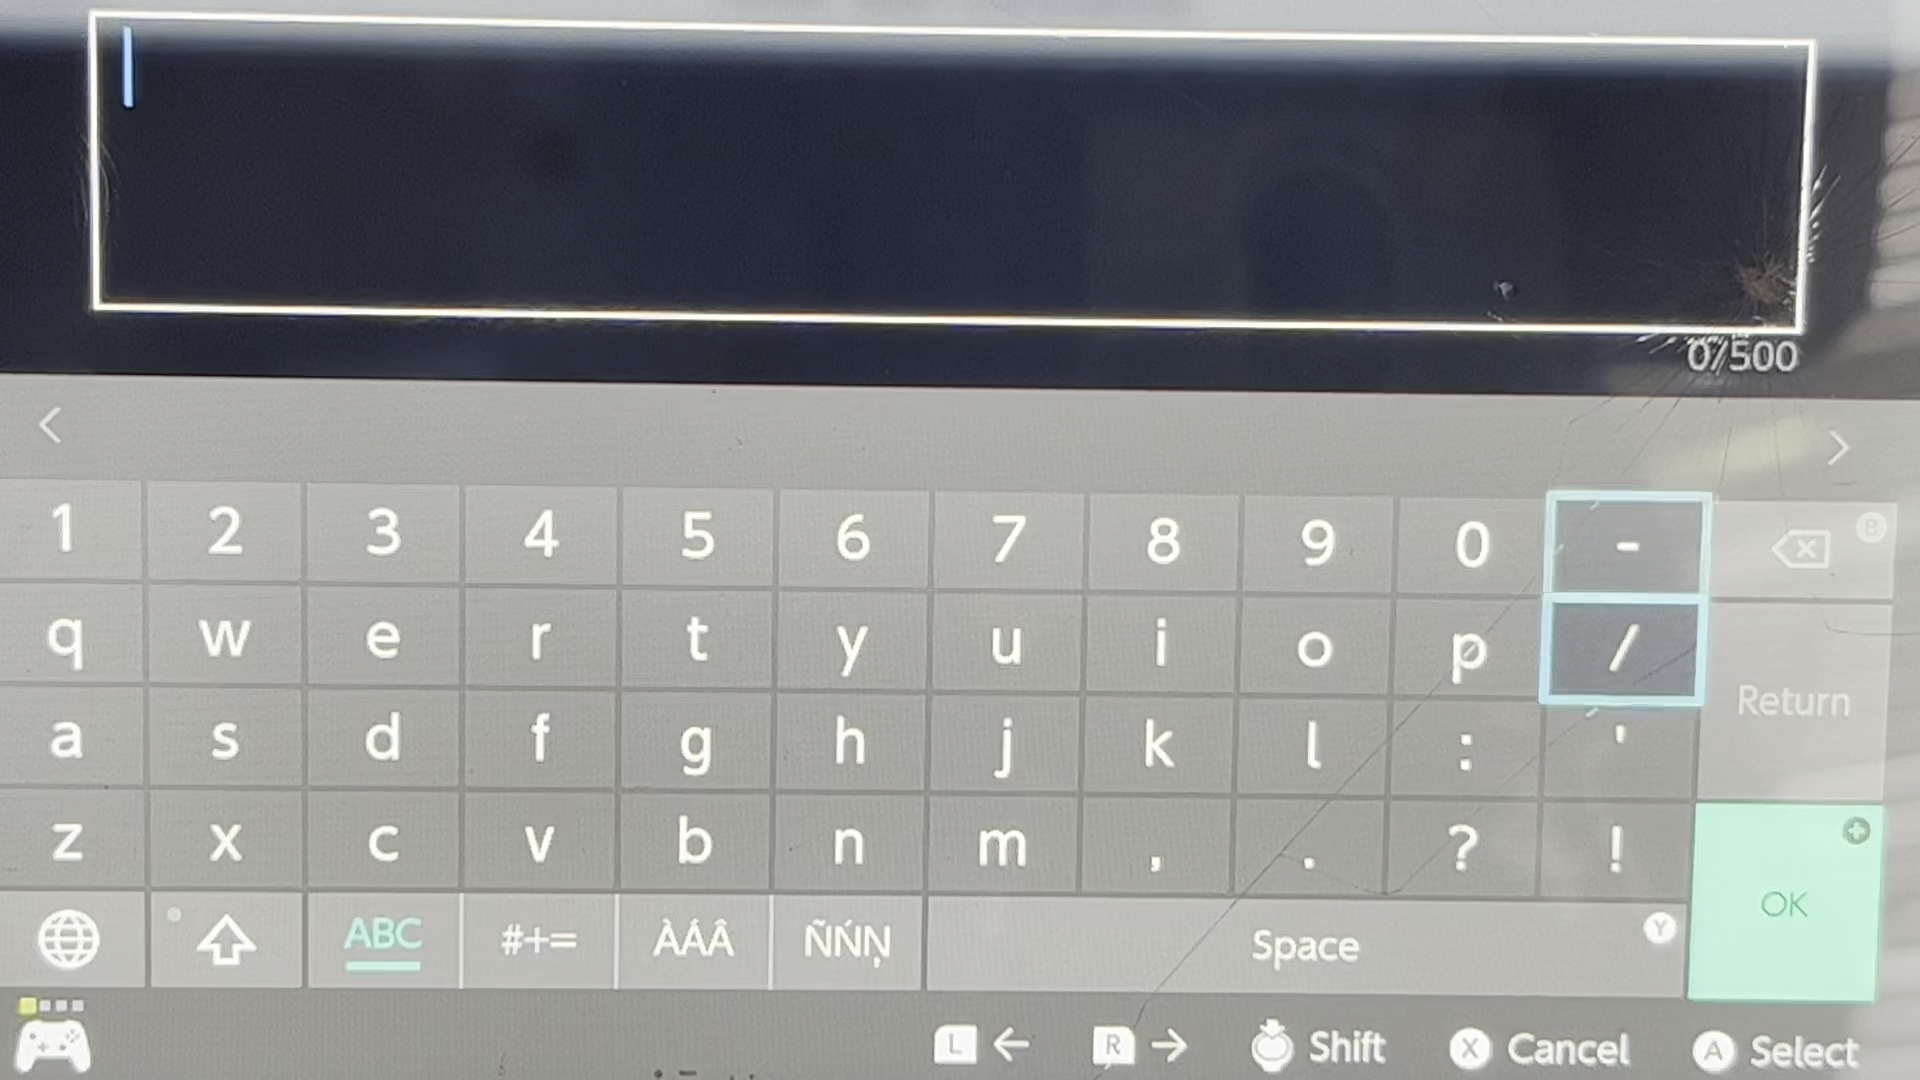 0/500
1 2 3 4 5 6 7 8 9 0 -
B
q w e r t y u i o p /
Return
a s d f g h j k l : '
z x c v b n m , . ? !
OK
ABC #+= ÀÁÂ ÑŃŅ Space Y
L ← R → Shift X Cancel A Select